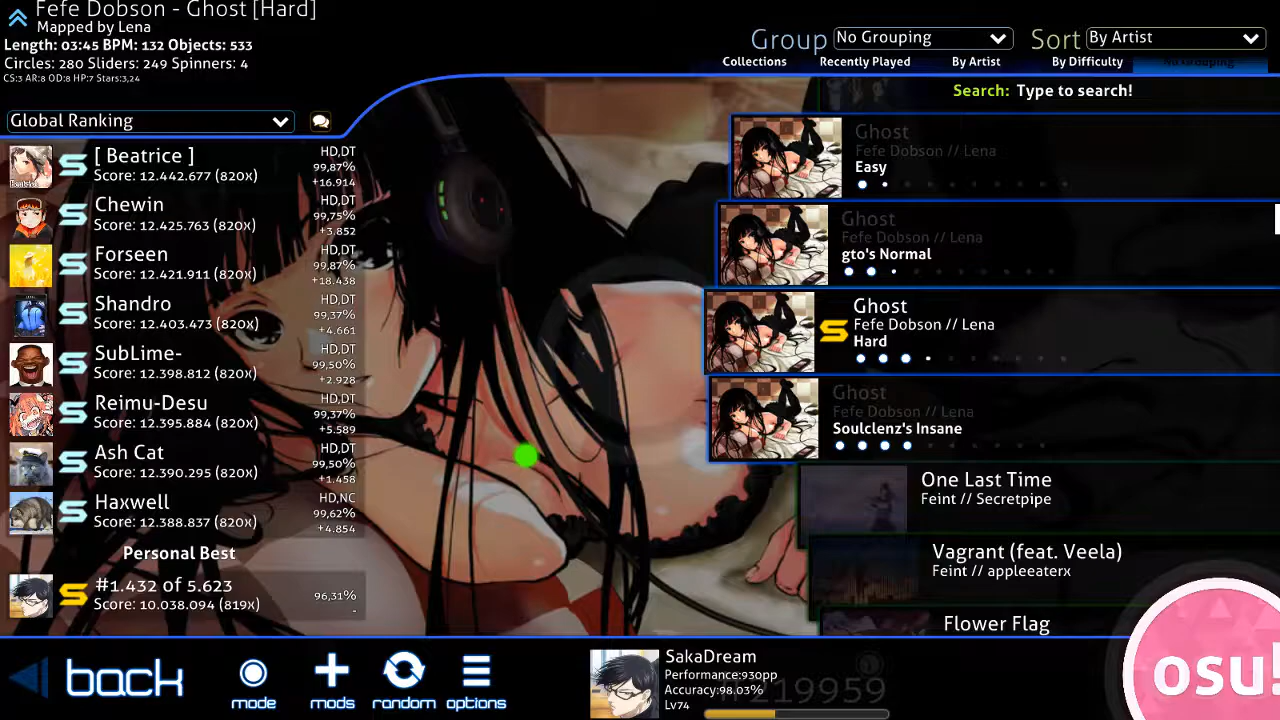 Fefe Dobson - Ghost [Hard]
Mapped by Lena
Length: 03:45 BPM: 132 Objects: 533
Circles: 280 Sliders: 249 Spinners: 4
CS:3 AR:8 OD:8 HP:7 Stars:3,24
Group No Grouping
Sort By Artist
Collections
Recently Played
By Artist
By Difficulty
No Grouping
Search: Type to search!
Global Ranking
[ Beatrice ]
Score: 12.442.677 (820x)
HD,DT
99,87%
+16.914
Chewin
Score: 12.425.763 (820x)
HD,DT
99,75%
+3.852
Forseen
Score: 12.421.911 (820x)
HD,DT
99,87%
+18.438
Shandro
Score: 12.403.473 (820x)
HD,DT
99,37%
+4.661
SubLime-
Score: 12.398.812 (820x)
HD,DT
99,50%
+2.928
Reimu-Desu
Score: 12.395.884 (820x)
HD,DT
99,37%
+5.589
Ash Cat
Score: 12.390.295 (820x)
HD,DT
99,50%
+1.458
Haxwell
Score: 12.388.837 (820x)
HD,NC
99,62%
+4.854
Personal Best
#1.432 of 5.623
Score: 10.038.094 (819x)
96,31%
-
Ghost
Fefe Dobson // Lena
Easy
Ghost
Fefe Dobson // Lena
gto's Normal
Ghost
Fefe Dobson // Lena
Hard
Ghost
Fefe Dobson // Lena
Soulclenz's Insane
One Last Time
Feint // Secretpipe
Vagrant (feat. Veela)
Feint // appleeaterx
Flower Flag
back
mode
mods
random
options
SakaDream
Performance:930pp
Accuracy:98.03%
Lv74
#219959
osu!